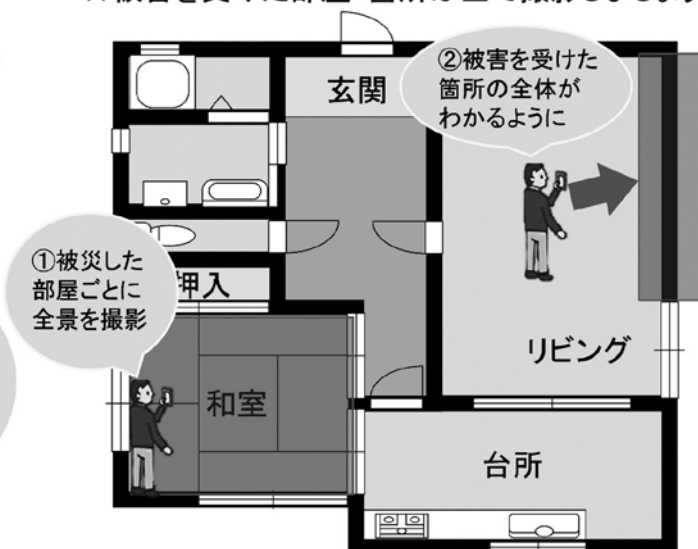 玄関
②被害を受けた
箇所の全体が
わかるように
①被災した
部屋ごとに
全景を撮影
押入
リビング
和室
台所